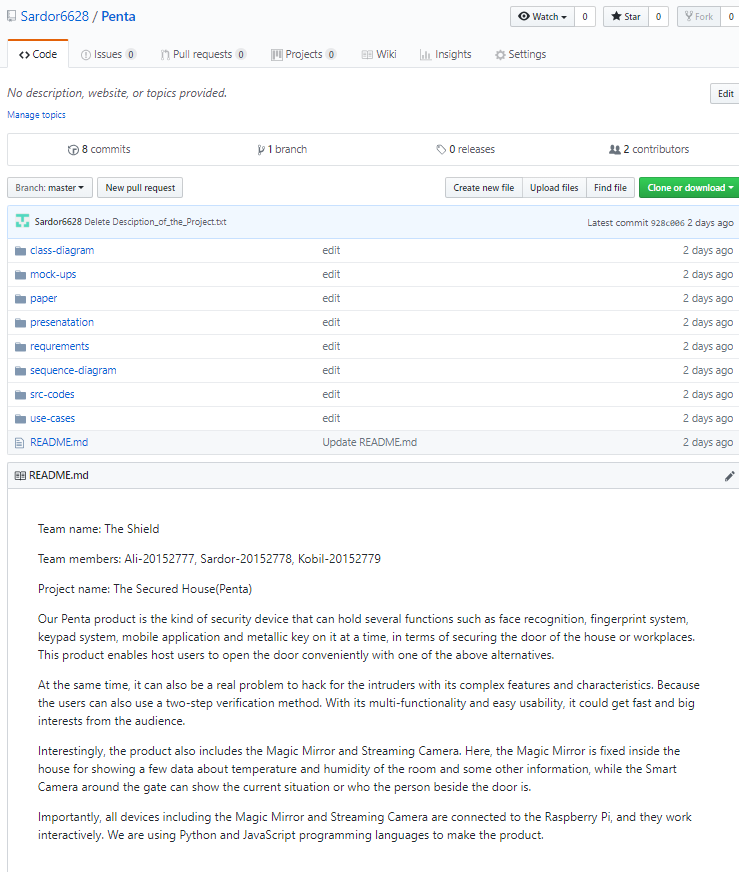 Sardor6628 / Penta
Watch 0 Star 0 Fork 0
Code Issues 0 Pull requests 0 Projects 0 Wiki Insights Settings
No description, website, or topics provided.
Edit
Manage topics
8 commits 1 branch 0 releases 2 contributors
Branch: master New pull request Create new file Upload files Find file Clone or download
Sardor6628 Delete Desciption_of_the_Project.txt Latest commit 928c006 2 days ago
class-diagram edit 2 days ago
mock-ups edit 2 days ago
paper edit 2 days ago
presenatation edit 2 days ago
requrements edit 2 days ago
sequence-diagram edit 2 days ago
src-codes edit 2 days ago
use-cases edit 2 days ago
README.md Update README.md 2 days ago
README.md
Team name: The Shield
Team members: Ali-20152777, Sardor-20152778, Kobil-20152779
Project name: The Secured House(Penta)
Our Penta product is the kind of security device that can hold several functions such as face recognition, fingerprint system,
keypad system, mobile application and metallic key on it at a time, in terms of securing the door of the house or workplaces.
This product enables host users to open the door conveniently with one of the above alternatives.
At the same time, it can also be a real problem to hack for the intruders with its complex features and characteristics. Because
the users can also use a two-step verification method. With its multi-functionality and easy usability, it could get fast and big
interests from the audience.
Interestingly, the product also includes the Magic Mirror and Streaming Camera. Here, the Magic Mirror is fixed inside the
house for showing a few data about temperature and humidity of the room and some other information, while the Smart
Camera around the gate can show the current situation or who the person beside the door is.
Importantly, all devices including the Magic Mirror and Streaming Camera are connected to the Raspberry Pi, and they work
interactively. We are using Python and JavaScript programming languages to make the product.